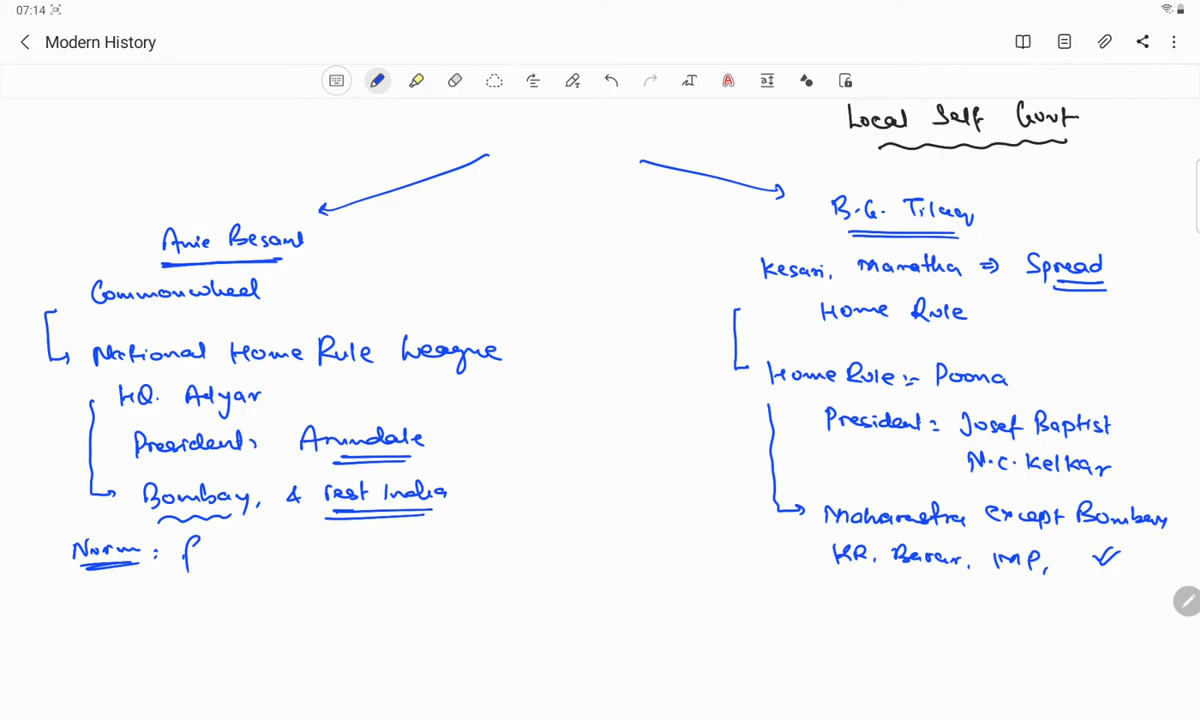 07:14
Modern History
Local Self Govt
Anie Besant
Commonwheel
National Home Rule League
HQ. Adyar
President: Arundale
Bombay, & rest India
Norm :
B.G. Tilaq
Kesari, Maratha ⇒ Spread
Home Rule
Home Rule :- Poona
President = Josef Baptist
N.C. Kelkar
Maharastra except Bombay
KR, Berar, MP,